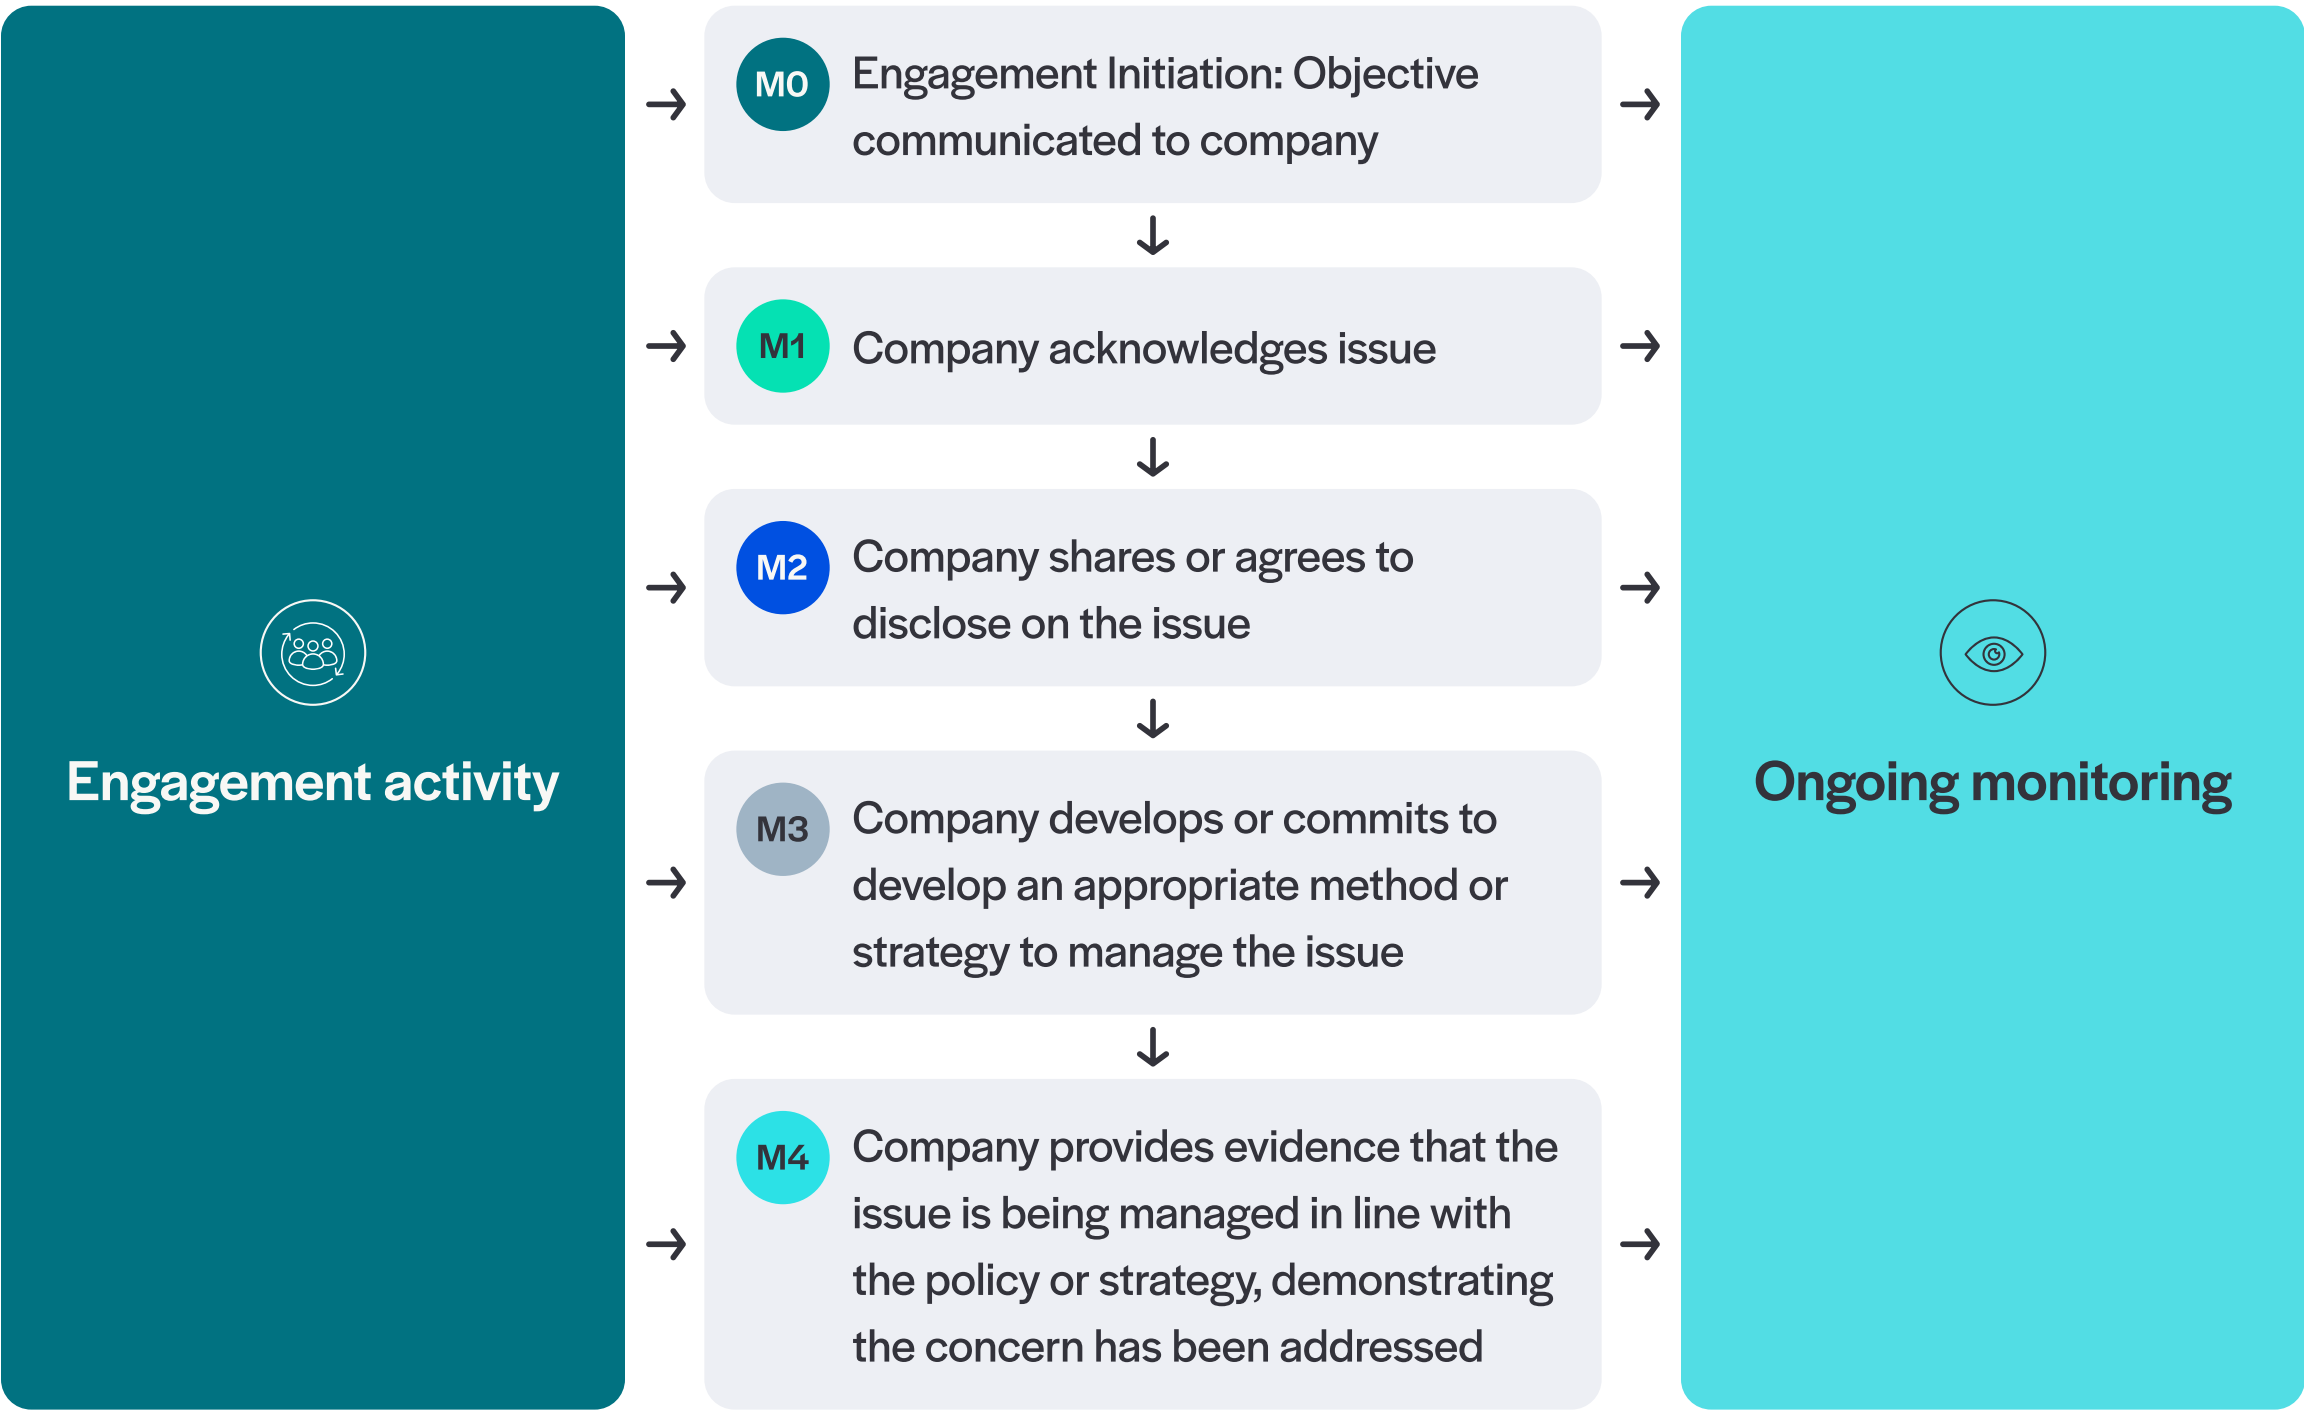 Engagement activity
M0
Engagement Initiation: Objective
communicated to company
M1
Company acknowledges issue
M2
Company shares or agrees to
disclose on the issue
M3
Company develops or commits to
develop an appropriate method or
strategy to manage the issue
M4
Company provides evidence that the
issue is being managed in line with
the policy or strategy, demonstrating
the concern has been addressed
Ongoing monitoring